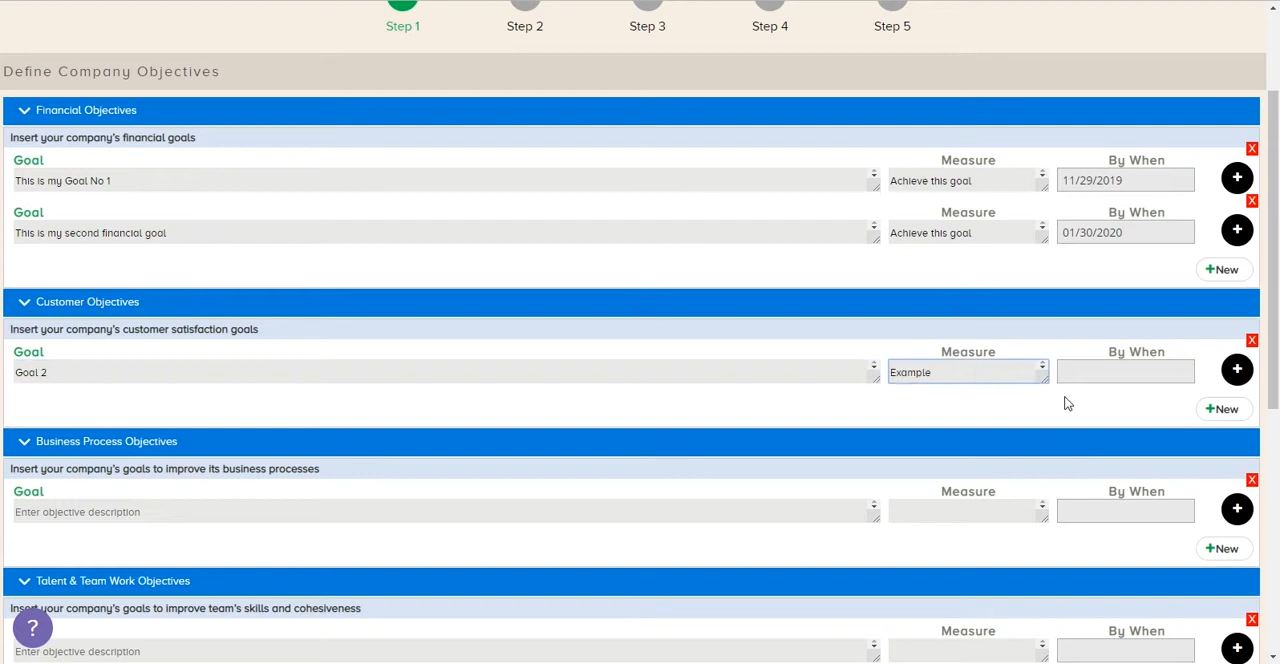 Step 1 Step 2 Step 3 Step 4 Step 5
Define Company Objectives
Financial Objectives
Insert your company's financial goals
X
Goal Measure By When
This is my Goal No 1 Achieve this goal 11/29/2019 +
X
Goal Measure By When
This is my second financial goal Achieve this goal 01/30/2020 +
+New
Customer Objectives
Insert your company's customer satisfaction goals
X
Goal Measure By When
Goal 2 Example +
+New
Business Process Objectives
Insert your company's goals to improve its business processes
X
Goal Measure By When
Enter objective description +
+New
Talent & Team Work Objectives
Insert your company's goals to improve team's skills and cohesiveness
X
Measure By When
Enter objective description +
?